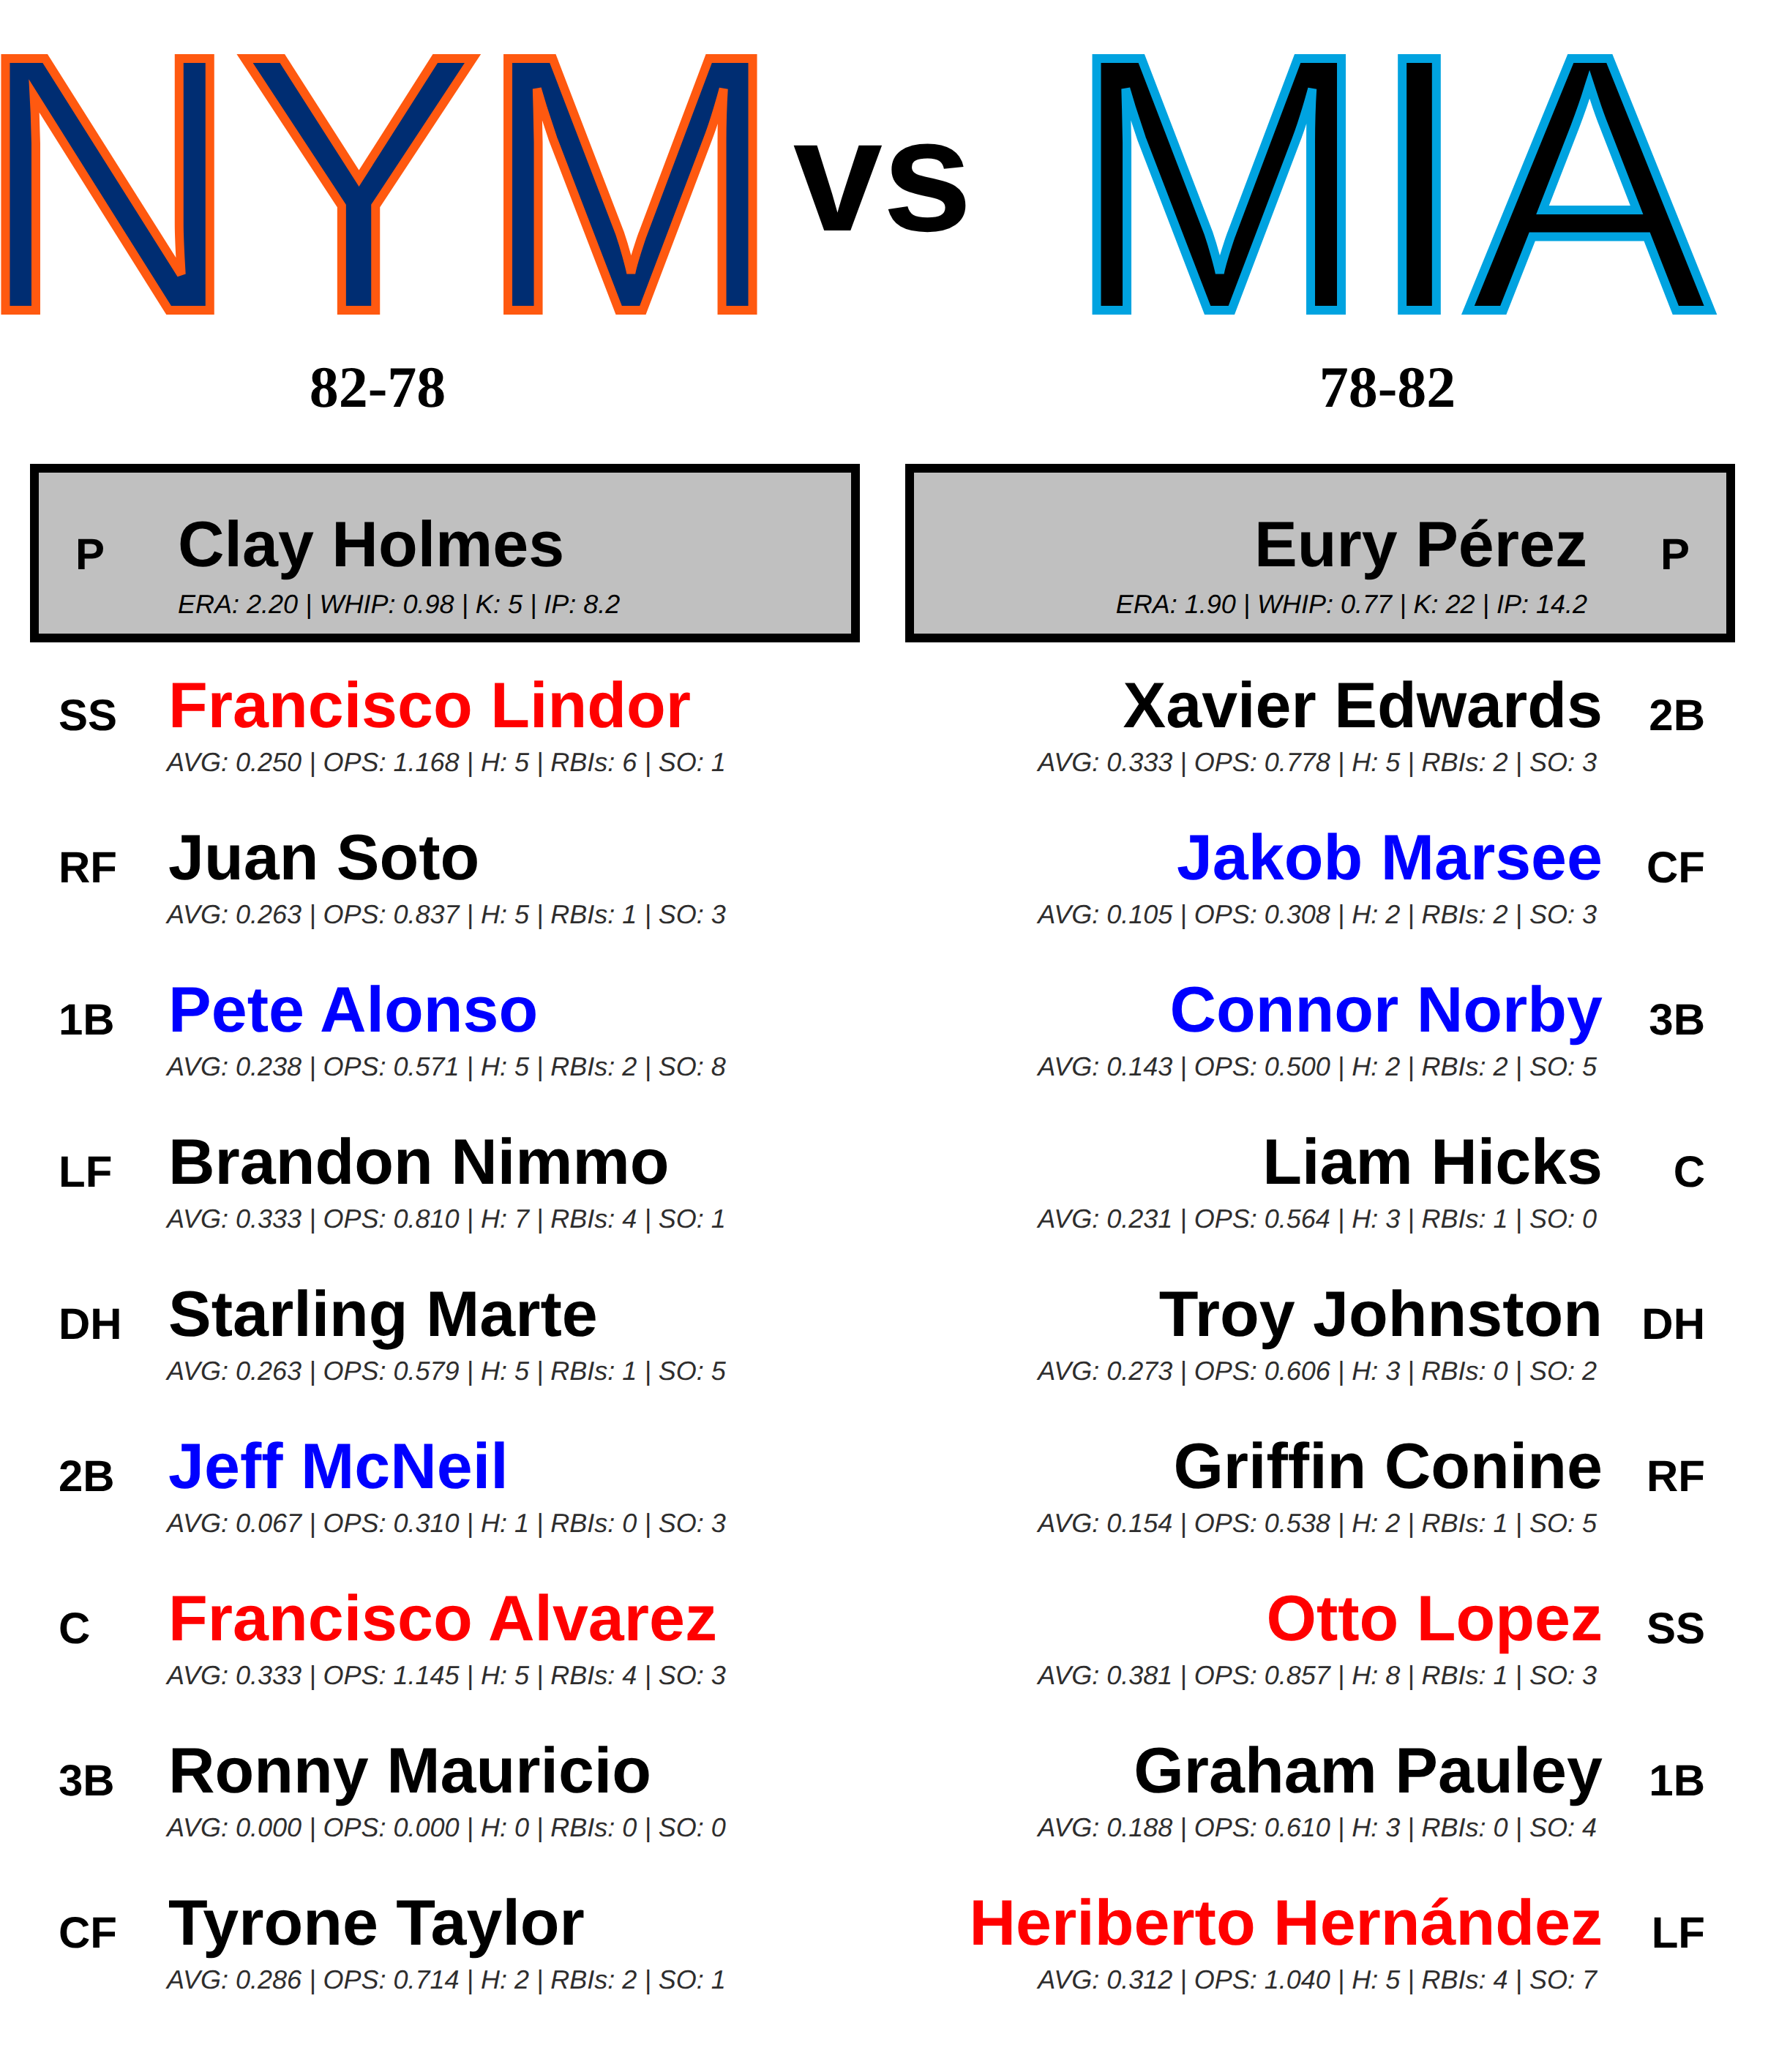 NYM vs MIA
82-78
78-82
P Clay Holmes
ERA: 2.20 | WHIP: 0.98 | K: 5 | IP: 8.2
Eury Pérez P
ERA: 1.90 | WHIP: 0.77 | K: 22 | IP: 14.2
SS Francisco Lindor
AVG: 0.250 | OPS: 1.168 | H: 5 | RBIs: 6 | SO: 1
RF Juan Soto
AVG: 0.263 | OPS: 0.837 | H: 5 | RBIs: 1 | SO: 3
1B Pete Alonso
AVG: 0.238 | OPS: 0.571 | H: 5 | RBIs: 2 | SO: 8
LF Brandon Nimmo
AVG: 0.333 | OPS: 0.810 | H: 7 | RBIs: 4 | SO: 1
DH Starling Marte
AVG: 0.263 | OPS: 0.579 | H: 5 | RBIs: 1 | SO: 5
2B Jeff McNeil
AVG: 0.067 | OPS: 0.310 | H: 1 | RBIs: 0 | SO: 3
C Francisco Alvarez
AVG: 0.333 | OPS: 1.145 | H: 5 | RBIs: 4 | SO: 3
3B Ronny Mauricio
AVG: 0.000 | OPS: 0.000 | H: 0 | RBIs: 0 | SO: 0
CF Tyrone Taylor
AVG: 0.286 | OPS: 0.714 | H: 2 | RBIs: 2 | SO: 1
Xavier Edwards 2B
AVG: 0.333 | OPS: 0.778 | H: 5 | RBIs: 2 | SO: 3
Jakob Marsee CF
AVG: 0.105 | OPS: 0.308 | H: 2 | RBIs: 2 | SO: 3
Connor Norby 3B
AVG: 0.143 | OPS: 0.500 | H: 2 | RBIs: 2 | SO: 5
Liam Hicks C
AVG: 0.231 | OPS: 0.564 | H: 3 | RBIs: 1 | SO: 0
Troy Johnston DH
AVG: 0.273 | OPS: 0.606 | H: 3 | RBIs: 0 | SO: 2
Griffin Conine RF
AVG: 0.154 | OPS: 0.538 | H: 2 | RBIs: 1 | SO: 5
Otto Lopez SS
AVG: 0.381 | OPS: 0.857 | H: 8 | RBIs: 1 | SO: 3
Graham Pauley 1B
AVG: 0.188 | OPS: 0.610 | H: 3 | RBIs: 0 | SO: 4
Heriberto Hernández LF
AVG: 0.312 | OPS: 1.040 | H: 5 | RBIs: 4 | SO: 7